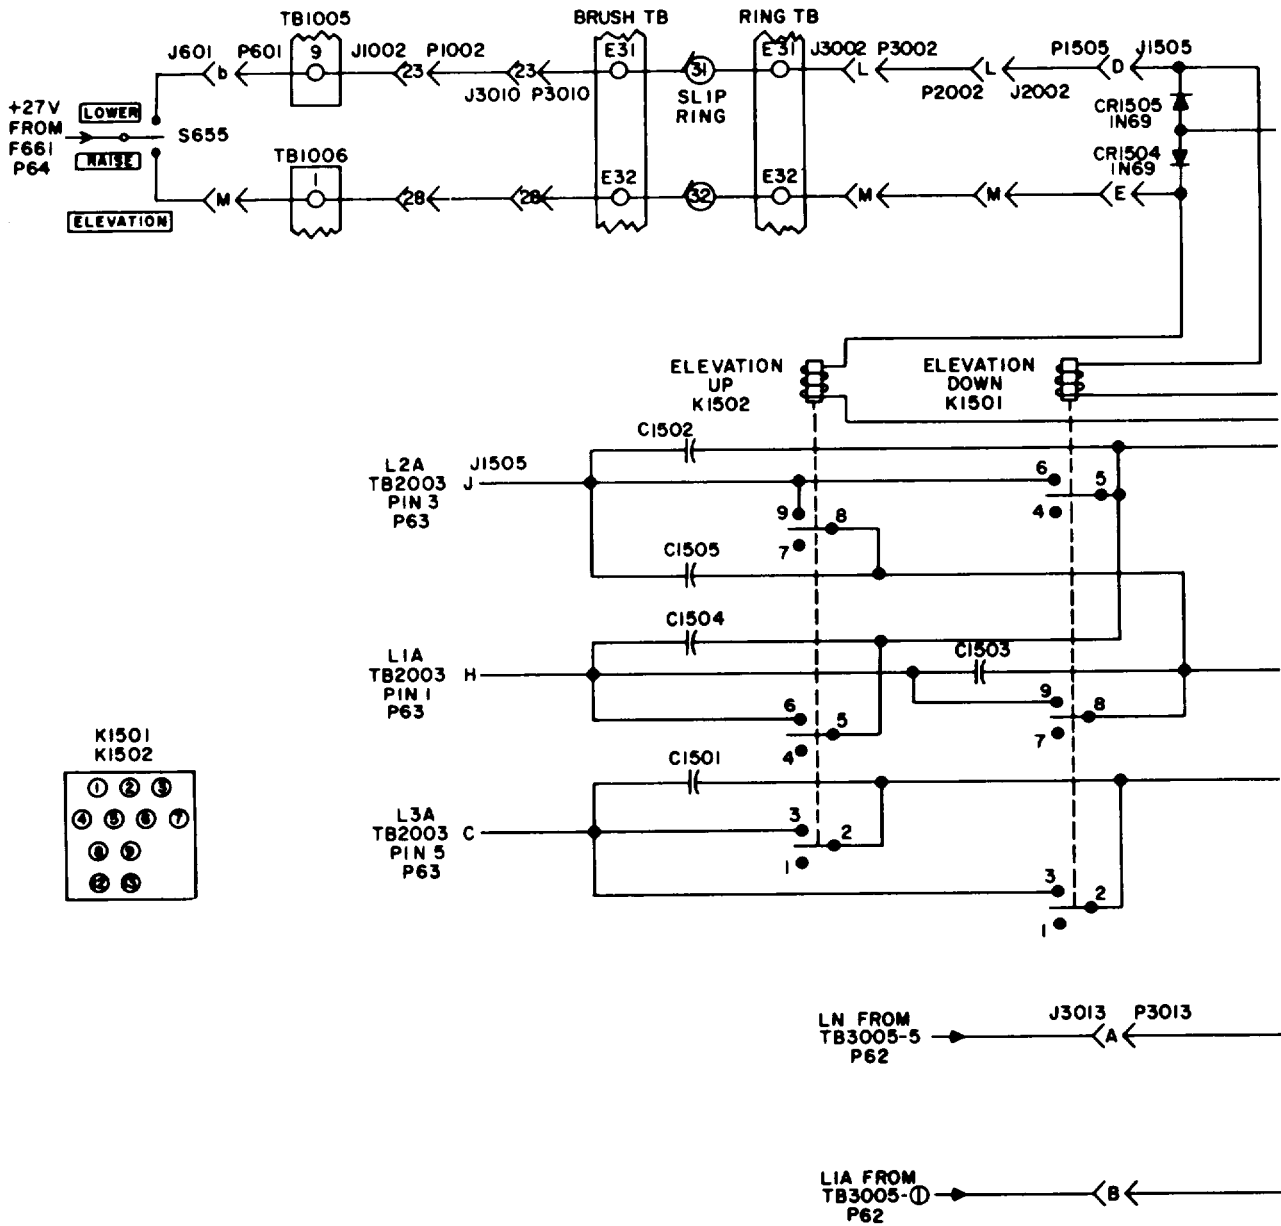 TB1005
BRUSH TB
RING TB
J601 P601
9
J1002 P1002
E31
E31
J3002 P3002
P1505 J1505
b
23
23
31
L
L
D
J3010 P3010
SLIP
RING
P2002 J2002
CR1505
IN69
+27V
FROM
F661
P64
LOWER
S655
RAISE
ELEVATION
TB1006
1
CR1504
IN69
M
28
28
E32
32
E32
M
M
E
ELEVATION
UP
K1502
ELEVATION
DOWN
K1501
C1502
L2A
TB2003
PIN 3
P63
J1505
J
6
5
4
9
8
7
C1505
C1504
C1503
L1A
TB2003
PIN 1
P63
H
9
8
7
6
5
4
K1501
K1502
1 2 3
4 5 6 7
8 9
12 13
C1501
L3A
TB2003
PIN 5
P63
C
3
2
1
3
2
1
LN FROM
TB3005-5
P62
J3013 P3013
A
L1A FROM
TB3005-①
P62
B